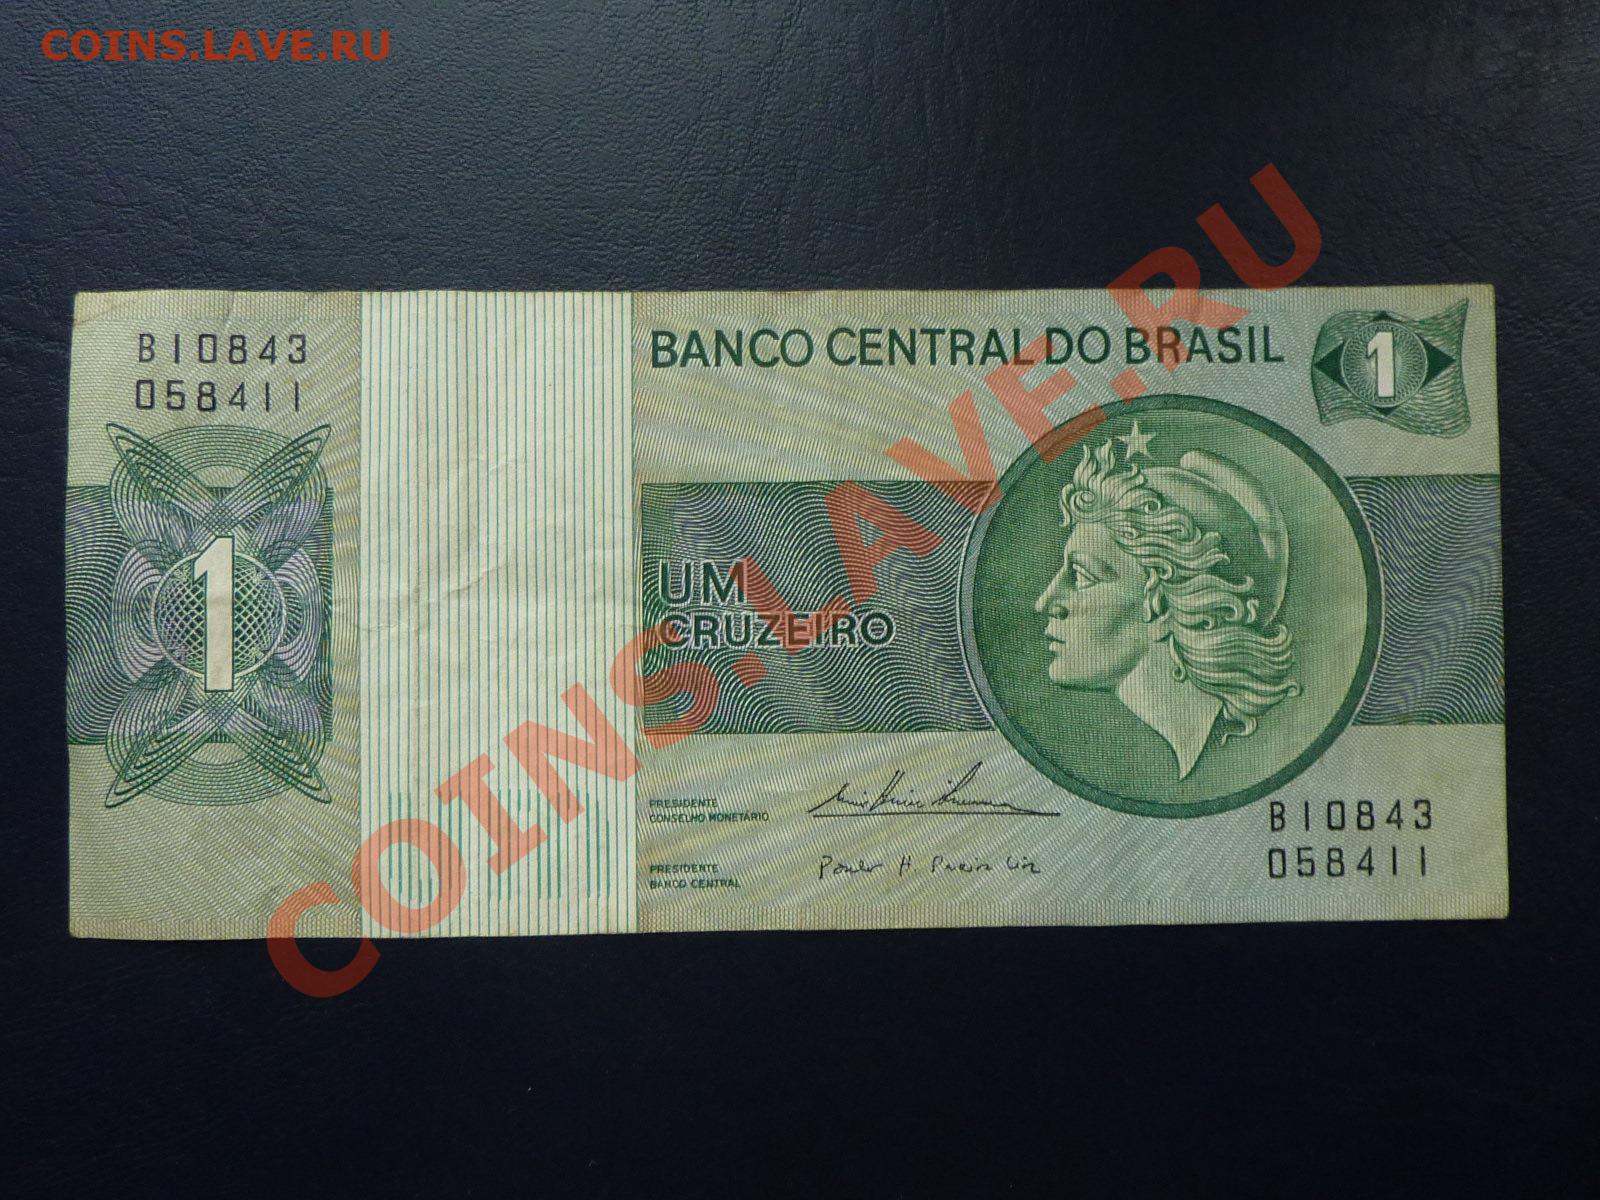 COINS.LAVE.RU
B10843
058411
BANCO CENTRAL DO BRASIL
1
1
UM
CRUZEIRO
COINS.LAVE.RU
PRESIDENTE
CONSELHO MONETÁRIO
PRESIDENTE
BANCO CENTRAL
B10843
058411